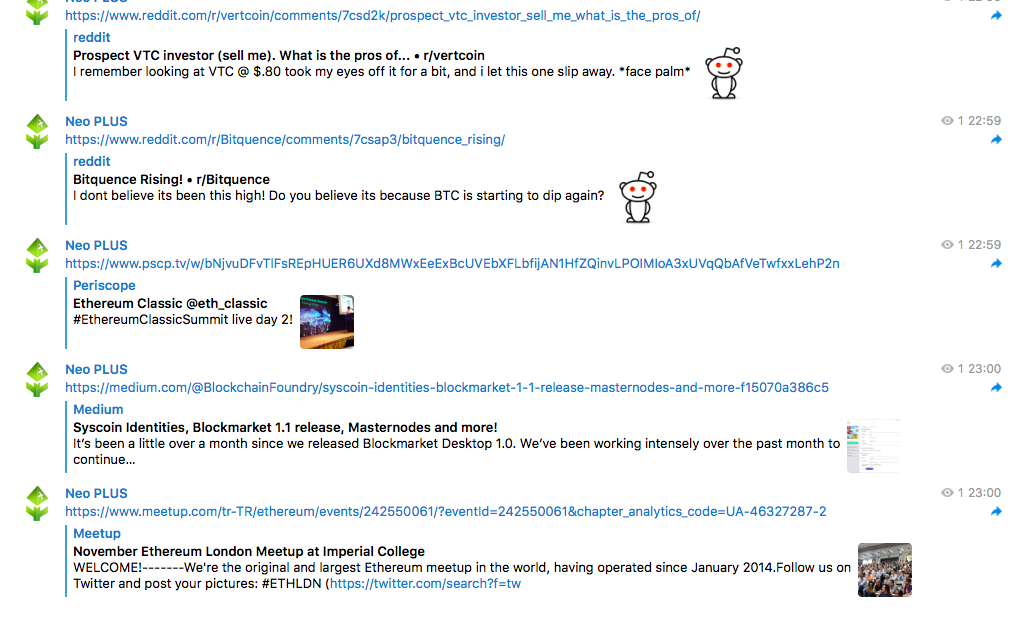 https://www.reddit.com/r/vertcoin/comments/7csd2k/prospect_vtc_investor_sell_me_what_is_the_pros_of/
reddit
Prospect VTC investor (sell me). What is the pros of... • r/vertcoin
I remember looking at VTC @ $.80 took my eyes off it for a bit, and i let this one slip away. *face palm*
Neo PLUS
1 22:59
https://www.reddit.com/r/Bitquence/comments/7csap3/bitquence_rising/
reddit
Bitquence Rising! • r/Bitquence
I dont believe its been this high! Do you believe its because BTC is starting to dip again?
Neo PLUS
1 22:59
https://www.pscp.tv/w/bNjvuDFvTlFsREpHUER6UXd8MWxEeExBcUVEbXFLbfijAN1HfZQinvLPOIMIoA3xUVqQbAfVeTwfxxLehP2n
Periscope
Ethereum Classic @eth_classic
#EthereumClassicSummit live day 2!
Neo PLUS
1 23:00
https://medium.com/@BlockchainFoundry/syscoin-identities-blockmarket-1-1-release-masternodes-and-more-f15070a386c5
Medium
Syscoin Identities, Blockmarket 1.1 release, Masternodes and more!
It’s been a little over a month since we released Blockmarket Desktop 1.0. We’ve been working intensely over the past month to
continue...
Neo PLUS
1 23:00
https://www.meetup.com/tr-TR/ethereum/events/242550061/?eventId=242550061&chapter_analytics_code=UA-46327287-2
Meetup
November Ethereum London Meetup at Imperial College
WELCOME!-------We're the original and largest Ethereum meetup in the world, having operated since January 2014.Follow us on
Twitter and post your pictures: #ETHLDN (https://twitter.com/search?f=tw